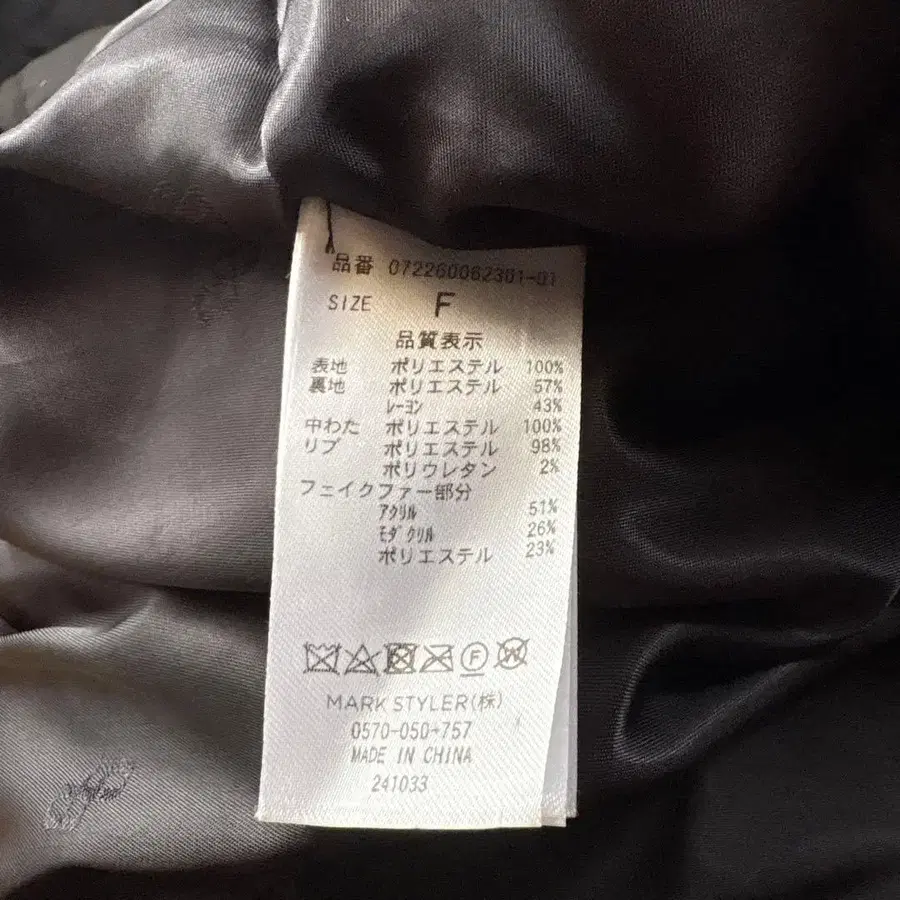 品番 072260062301-01
SIZE F
品質表示
表地 ポリエステル 100%
裏地 ポリエステル 57%
レーヨン 43%
中わた ポリエステル 100%
リブ ポリエステル 98%
ポリウレタン 2%
フェイクファー部分
アクリル 51%
モダクリル 26%
ポリエステル 23%
F W
MARK STYLER(株)
0570-050-757
MADE IN CHINA
241033